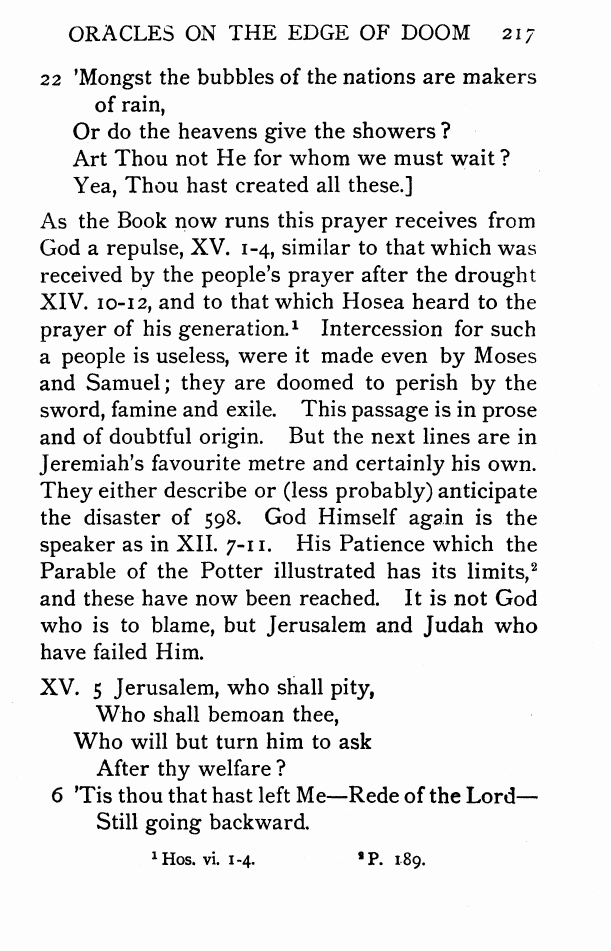 ORACLES ON THE EDGE OF DOOM 217
22 'Mongst the bubbles of the nations are makers
of rain,
Or do the heavens give the showers?
Art Thou not He for whom we must wait?
Yea, Thou hast created all these.]
As the Book now runs this prayer receives from
God a repulse, XV. 1-4, similar to that which was
received by the people's prayer after the drought
XIV. 10-12, and to that which Hosea heard to the
prayer of his generation.¹ Intercession for such
a people is useless, were it made even by Moses
and Samuel; they are doomed to perish by the
sword, famine and exile. This passage is in prose
and of doubtful origin. But the next lines are in
Jeremiah's favourite metre and certainly his own.
They either describe or (less probably) anticipate
the disaster of 598. God Himself again is the
speaker as in XII. 7-11. His Patience which the
Parable of the Potter illustrated has its limits,²
and these have now been reached. It is not God
who is to blame, but Jerusalem and Judah who
have failed Him.
XV. 5 Jerusalem, who shall pity,
Who shall bemoan thee,
Who will but turn him to ask
After thy welfare?
6 'Tis thou that hast left Me—Rede of the Lord—
Still going backward.
¹ Hos. vi. 1-4. ² P. 189.